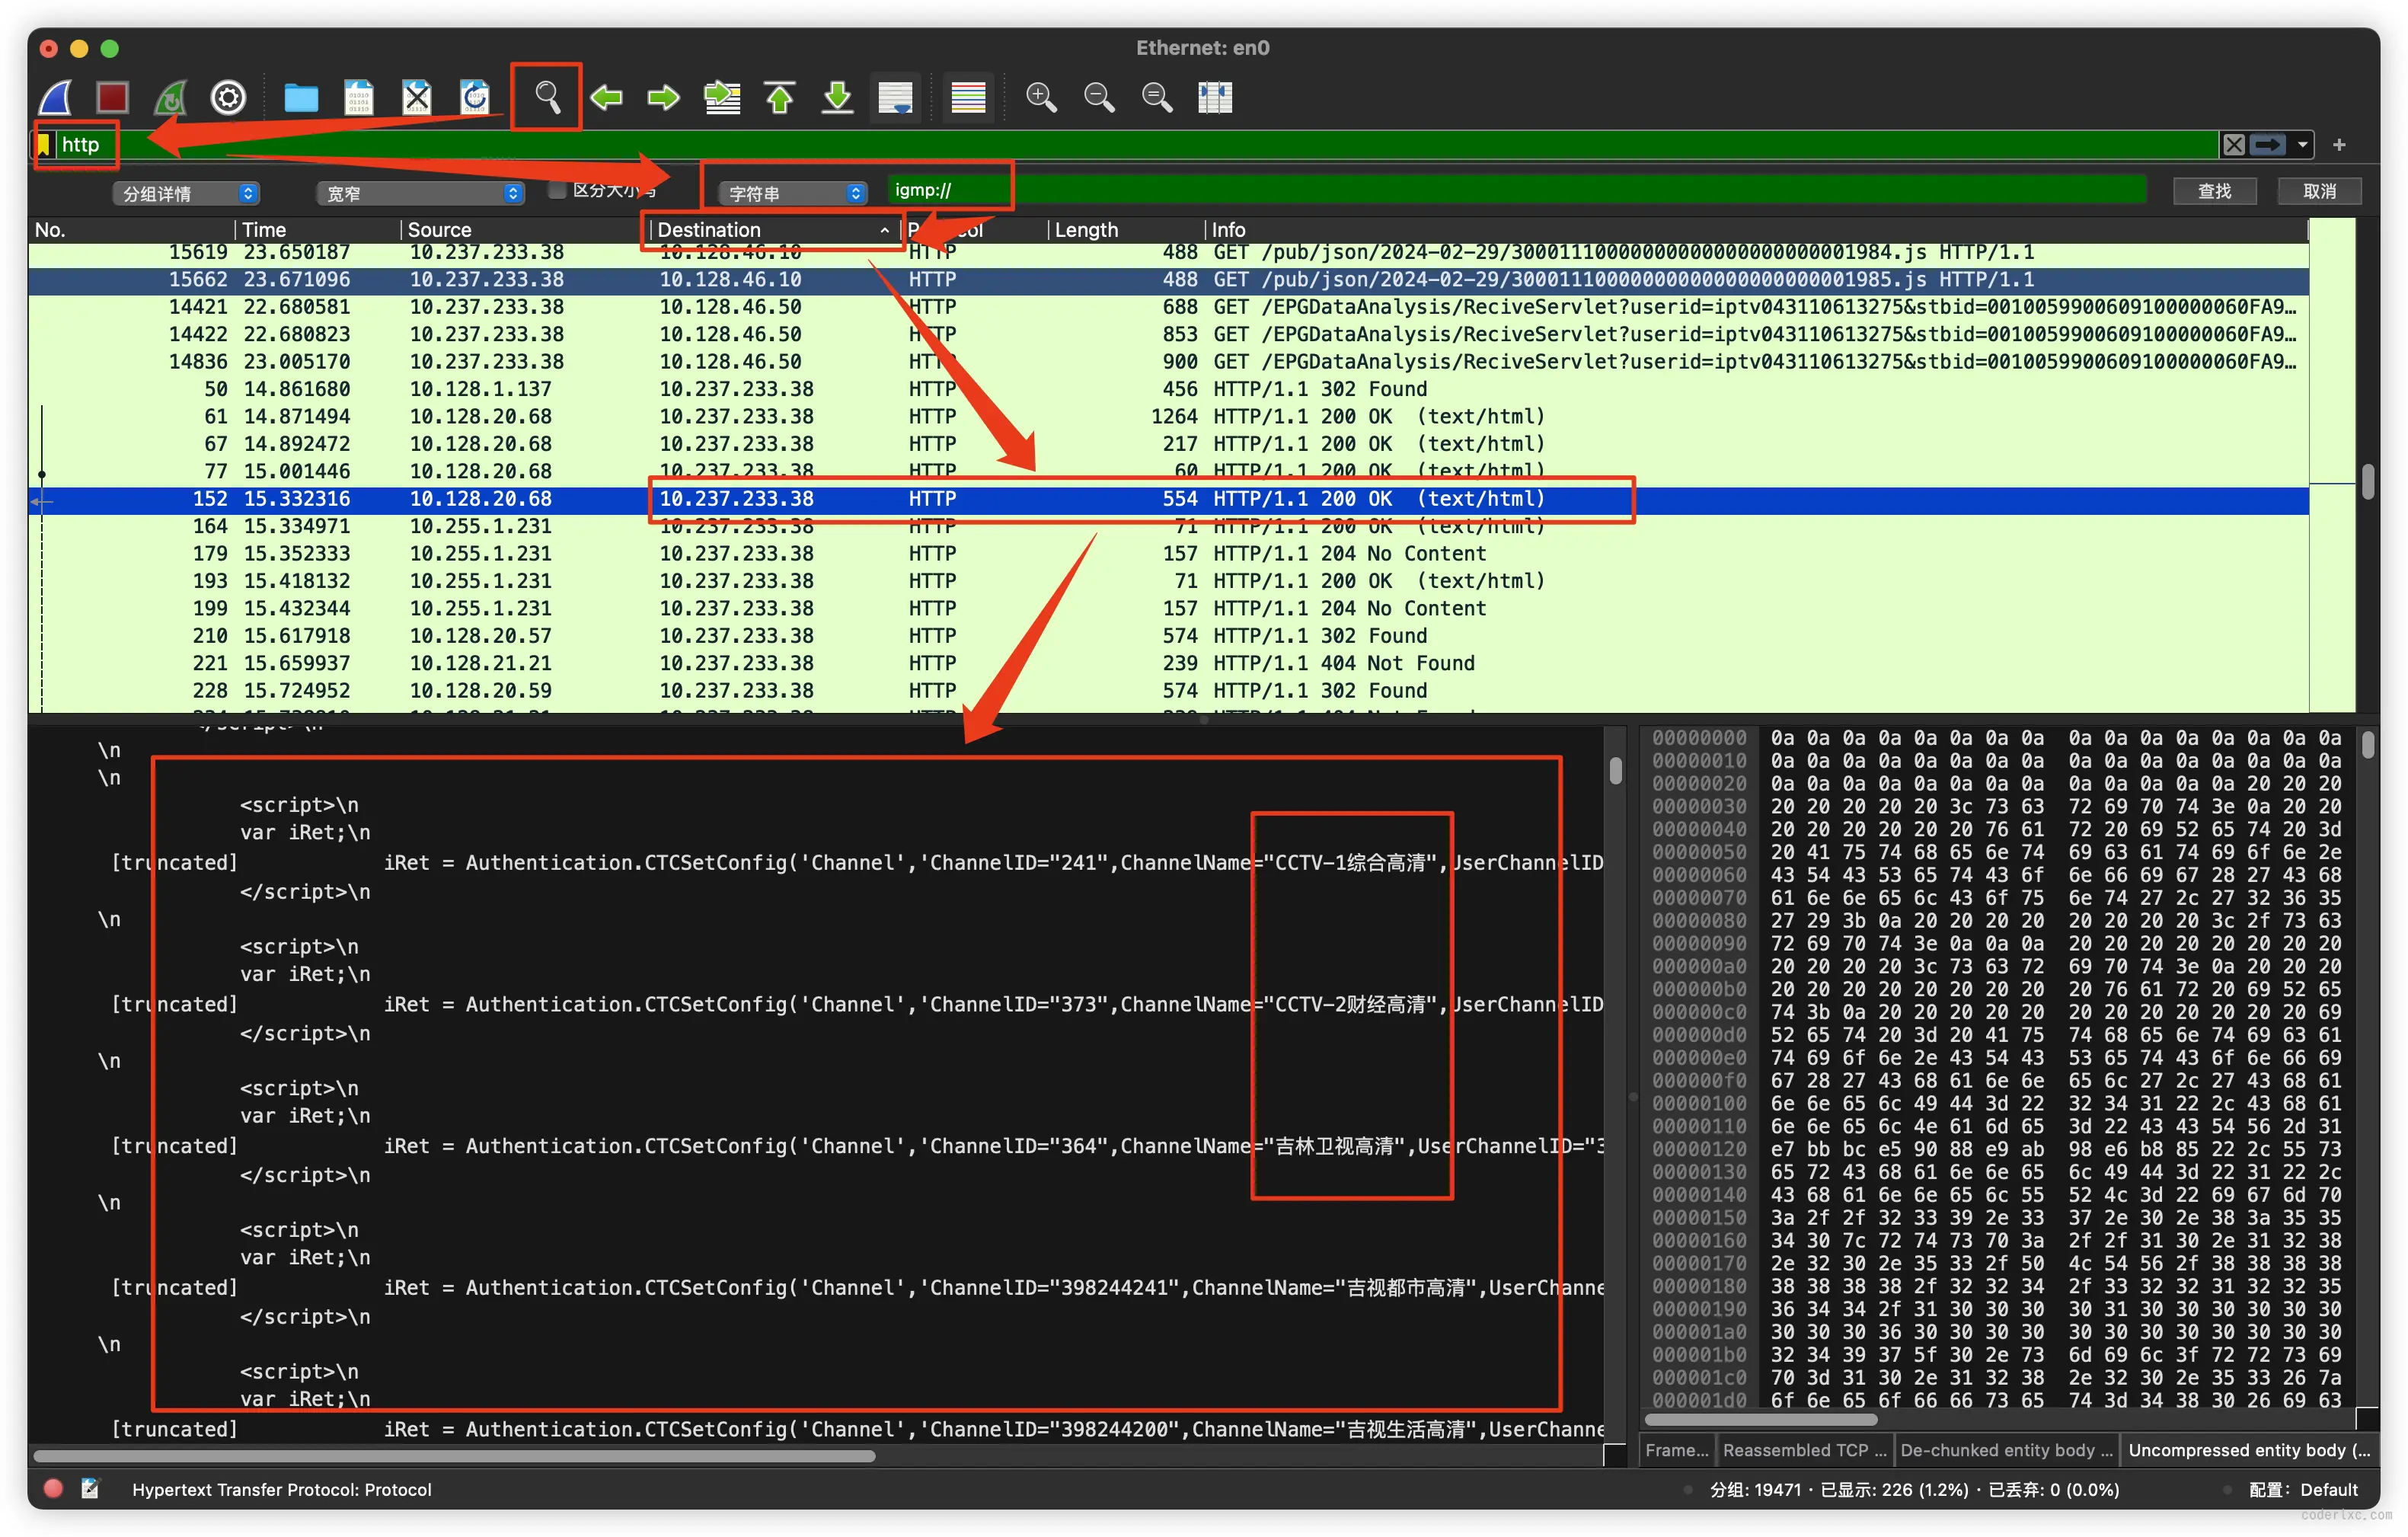 Ethernet: en0
http
分组详情 宽窄 区分大小写 字符串 igmp:// 查找 取消
No. Time Source Destination Protocol Length Info
15619 23.650187 10.237.233.38 10.128.46.10 HTTP 488 GET /pub/json/2024-02-29/30001110000000000000000000001984.js HTTP/1.1
15662 23.671096 10.237.233.38 10.128.46.10 HTTP 488 GET /pub/json/2024-02-29/30001110000000000000000000001985.js HTTP/1.1
14421 22.680581 10.237.233.38 10.128.46.50 HTTP 688 GET /EPGDataAnalysis/ReciveServlet?userid=iptv043110613275&stbid=0010059900609100000060FA9…
14422 22.680823 10.237.233.38 10.128.46.50 HTTP 853 GET /EPGDataAnalysis/ReciveServlet?userid=iptv043110613275&stbid=0010059900609100000060FA9…
14836 23.005170 10.237.233.38 10.128.46.50 HTTP 900 GET /EPGDataAnalysis/ReciveServlet?userid=iptv043110613275&stbid=0010059900609100000060FA9…
50 14.861680 10.128.1.137 10.237.233.38 HTTP 456 HTTP/1.1 302 Found
61 14.871494 10.128.20.68 10.237.233.38 HTTP 1264 HTTP/1.1 200 OK (text/html)
67 14.892472 10.128.20.68 10.237.233.38 HTTP 217 HTTP/1.1 200 OK (text/html)
77 15.001446 10.128.20.68 10.237.233.38 HTTP 60 HTTP/1.1 200 OK (text/html)
152 15.332316 10.128.20.68 10.237.233.38 HTTP 554 HTTP/1.1 200 OK (text/html)
164 15.334971 10.255.1.231 10.237.233.38 HTTP 71 HTTP/1.1 200 OK (text/html)
179 15.352333 10.255.1.231 10.237.233.38 HTTP 157 HTTP/1.1 204 No Content
193 15.418132 10.255.1.231 10.237.233.38 HTTP 71 HTTP/1.1 200 OK (text/html)
199 15.432344 10.255.1.231 10.237.233.38 HTTP 157 HTTP/1.1 204 No Content
210 15.617918 10.128.20.57 10.237.233.38 HTTP 574 HTTP/1.1 302 Found
221 15.659937 10.128.21.21 10.237.233.38 HTTP 239 HTTP/1.1 404 Not Found
228 15.724952 10.128.20.59 10.237.233.38 HTTP 574 HTTP/1.1 302 Found
</script>\n
\n
\n
<script>\n
var iRet;\n
[truncated] iRet = Authentication.CTCSetConfig('Channel','ChannelID="241",ChannelName="CCTV-1综合高清",UserChannelID
</script>\n
\n
<script>\n
var iRet;\n
[truncated] iRet = Authentication.CTCSetConfig('Channel','ChannelID="373",ChannelName="CCTV-2财经高清",UserChannelID
</script>\n
\n
<script>\n
var iRet;\n
[truncated] iRet = Authentication.CTCSetConfig('Channel','ChannelID="364",ChannelName="吉林卫视高清",UserChannelID="3
</script>\n
\n
<script>\n
var iRet;\n
[truncated] iRet = Authentication.CTCSetConfig('Channel','ChannelID="398244241",ChannelName="吉视都市高清",UserChanne
</script>\n
\n
<script>\n
var iRet;\n
[truncated] iRet = Authentication.CTCSetConfig('Channel','ChannelID="398244200",ChannelName="吉视生活高清",UserChanne
00000000 0a 0a 0a 0a 0a 0a 0a 0a 0a 0a 0a 0a 0a 0a 0a 0a
00000010 0a 0a 0a 0a 0a 0a 0a 0a 0a 0a 0a 0a 0a 0a 0a 0a
00000020 0a 0a 0a 0a 0a 0a 0a 0a 0a 0a 0a 0a 0a 20 20 20
00000030 20 20 20 20 20 3c 73 63 72 69 70 74 3e 0a 20 20
00000040 20 20 20 20 20 20 76 61 72 20 69 52 65 74 20 3d
00000050 20 41 75 74 68 65 6e 74 69 63 61 74 69 6f 6e 2e
00000060 43 54 43 53 65 74 43 6f 6e 66 69 67 28 27 43 68
00000070 61 6e 6e 65 6c 43 6f 75 6e 74 27 2c 27 32 36 35
00000080 27 29 3b 0a 20 20 20 20 20 20 20 20 3c 2f 73 63
00000090 72 69 70 74 3e 0a 0a 0a 20 20 20 20 20 20 20 20
000000a0 20 20 20 20 3c 73 63 72 69 70 74 3e 0a 20 20 20
000000b0 20 20 20 20 20 20 20 20 20 76 61 72 20 69 52 65
000000c0 74 3b 0a 20 20 20 20 20 20 20 20 20 20 20 20 69
000000d0 52 65 74 20 3d 20 41 75 74 68 65 6e 74 69 63 61
000000e0 74 69 6f 6e 2e 43 54 43 53 65 74 43 6f 6e 66 69
000000f0 67 28 27 43 68 61 6e 6e 65 6c 27 2c 27 43 68 61
00000100 6e 6e 65 6c 49 44 3d 22 32 34 31 22 2c 43 68 61
00000110 6e 6e 65 6c 4e 61 6d 65 3d 22 43 43 54 56 2d 31
00000120 e7 bb bc e5 90 88 e9 ab 98 e6 b8 85 22 2c 55 73
00000130 65 72 43 68 61 6e 6e 65 6c 49 44 3d 22 31 22 2c
00000140 43 68 61 6e 6e 65 6c 55 52 4c 3d 22 69 67 6d 70
00000150 3a 2f 2f 32 33 39 2e 33 37 2e 30 2e 38 3a 35 35
00000160 34 30 7c 72 74 73 70 3a 2f 2f 31 30 2e 31 32 38
00000170 2e 32 30 2e 35 33 2f 50 4c 54 56 2f 38 38 38 38
00000180 38 38 38 38 2f 32 32 34 2f 33 32 32 31 32 32 35
00000190 36 34 34 2f 31 30 30 30 30 31 30 30 30 30 30 30
000001a0 30 30 30 36 30 30 30 30 30 30 30 30 30 30 30 30
000001b0 32 34 39 37 5f 30 2e 73 6d 69 6c 3f 72 72 73 69
000001c0 70 3d 31 30 2e 31 32 38 2e 32 30 2e 35 33 26 7a
000001d0 6f 6e 65 6f 66 66 73 65 74 3d 34 38 30 26 69 63
Frame… Reassembled TCP … De-chunked entity body … Uncompressed entity body (…
Hypertext Transfer Protocol: Protocol 分组: 19471 · 已显示: 226 (1.2%) · 已丢弃: 0 (0.0%) 配置: Default
coderlxc.com